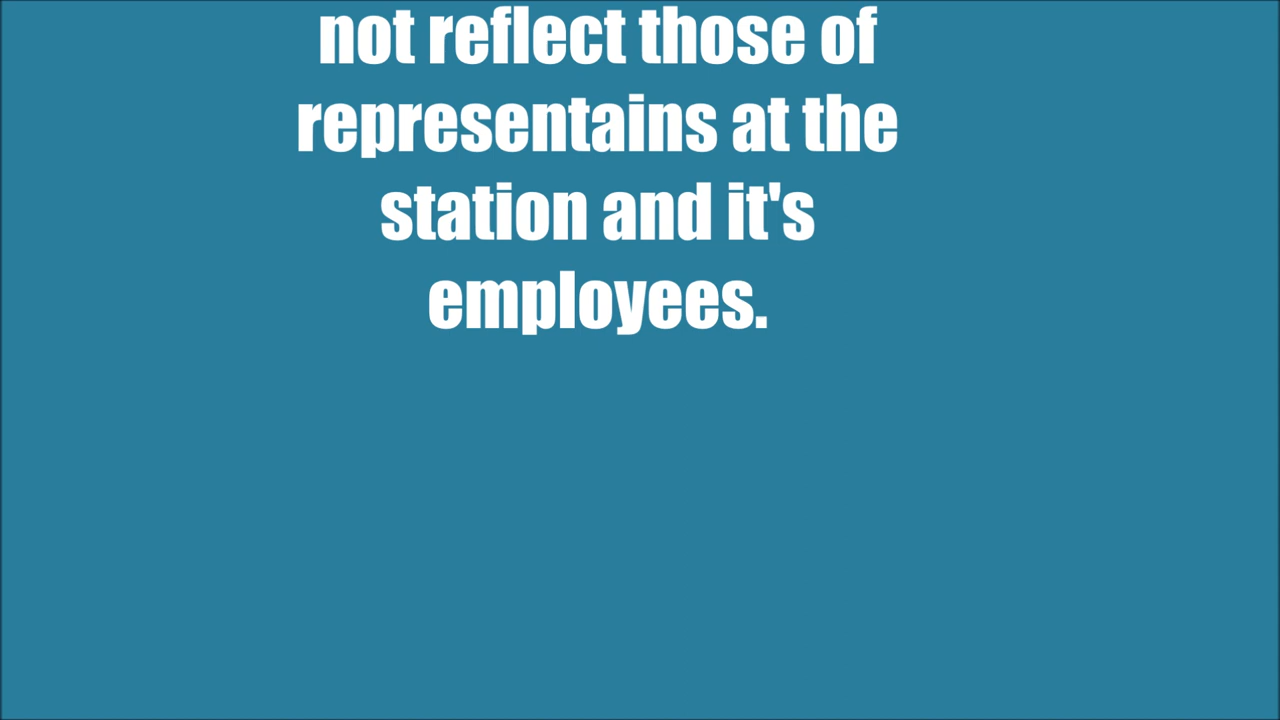 not reflect those of
representains at the
station and it's
employees.